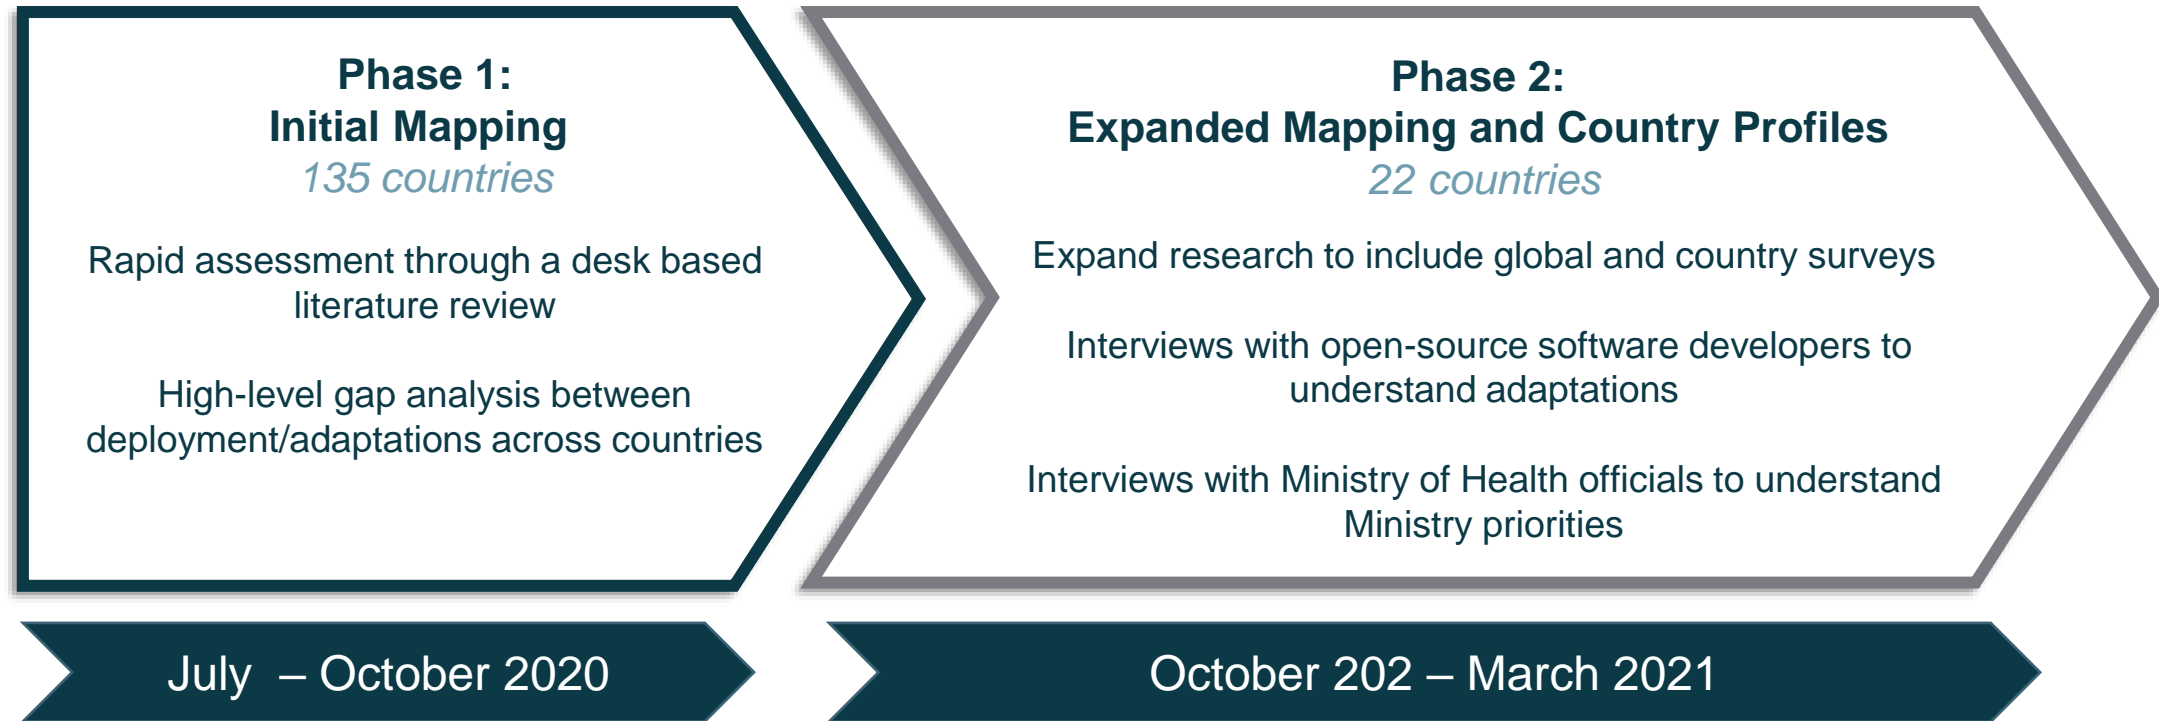 Phase 1:
Initial Mapping
135 countries
Rapid assessment through a desk based
literature review
High-level gap analysis between
deployment/adaptations across countries
Phase 2:
Expanded Mapping and Country Profiles
22 countries
Expand research to include global and country surveys
Interviews with open-source software developers to
understand adaptations
Interviews with Ministry of Health officials to understand
Ministry priorities
July – October 2020
October 202 – March 2021